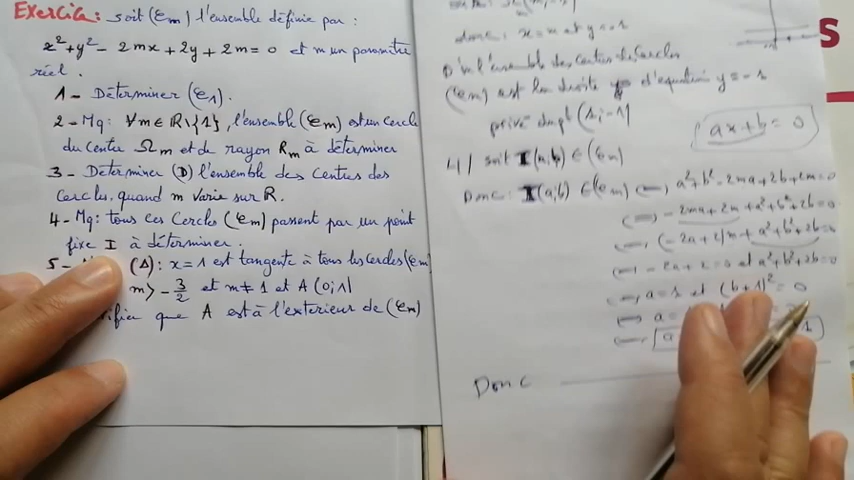 Exercice: soit (Cm) l'ensemble définie par:
x²+y²- 2mx + 2y + 2m = 0 et m un paramètre
réel.
1- Déterminer (C1).
2- Mq: ∀m ∈ R\{1}, l'ensemble (Cm) est un cercle
du center Ωm et de rayon Rm à déterminer
3- Déterminer (D) l'ensemble des Centres des
Cercles, quand m varie sur R.
4- Mq: tous ces Cercles (Cm) passent par un point
fixe I à déterminer.
5- (Δ): x=1 est tangente à tous les cercles (Cm)
m > -3/2 et m≠1 et A(0,1)
que A est à l'exterieur de (Cm)
donc: x=m et y=-1
D'où l'ensemble des centres des Cercles
(Cm) est la droite d'equation y=-1
privé dupt (1,-1)
ax+b = 0
4/ soit I(a,b) ∈ (Cm)
Donc: I(a,b) ∈ (Cm) ⟺ a²+b²-2ma+2b+2m=0
⟺ -2ma+2m+a²+b²+2b=0
⟺ (-2a+2)m+a²+b²+2b=0
⟺ -2a+2=0 et a²+b²+2b=0
⟺ a=1 et (b+1)²=0
⟺ a=
⟺ a
Donc